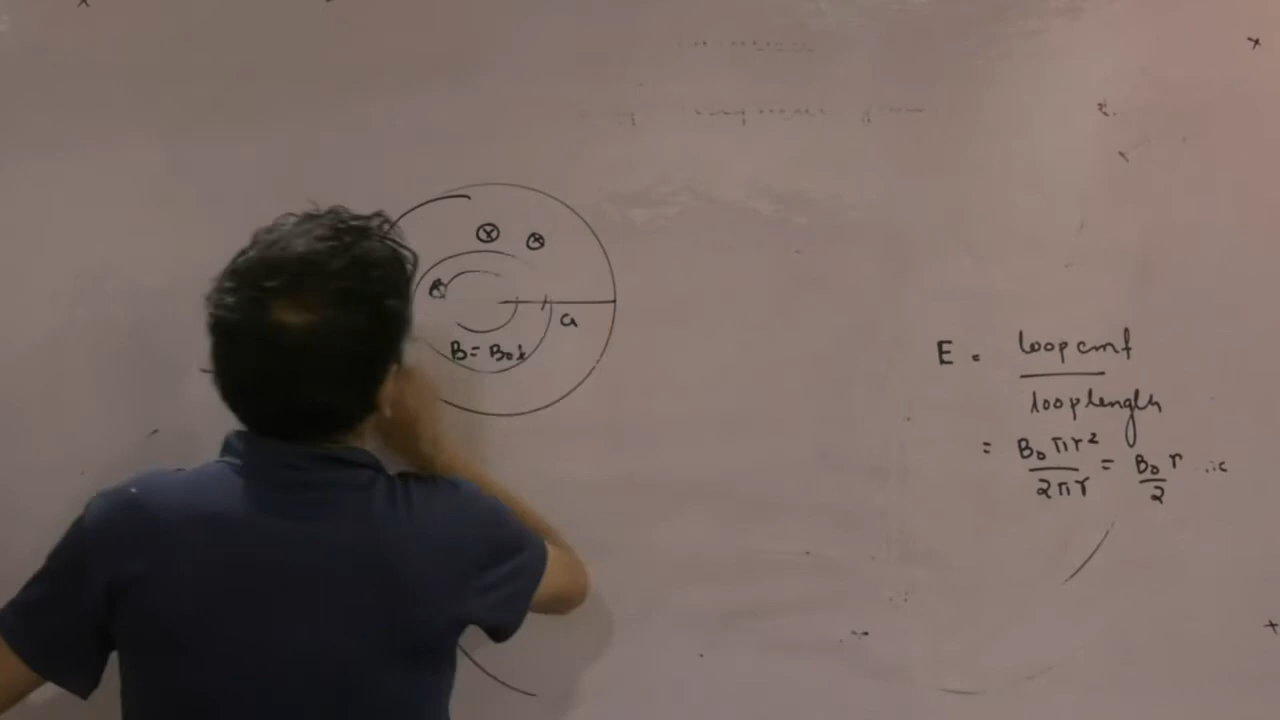 a
B = B₀t
E = loop emf
loop length
= B₀ πr² / 2πr = B₀ r / 2